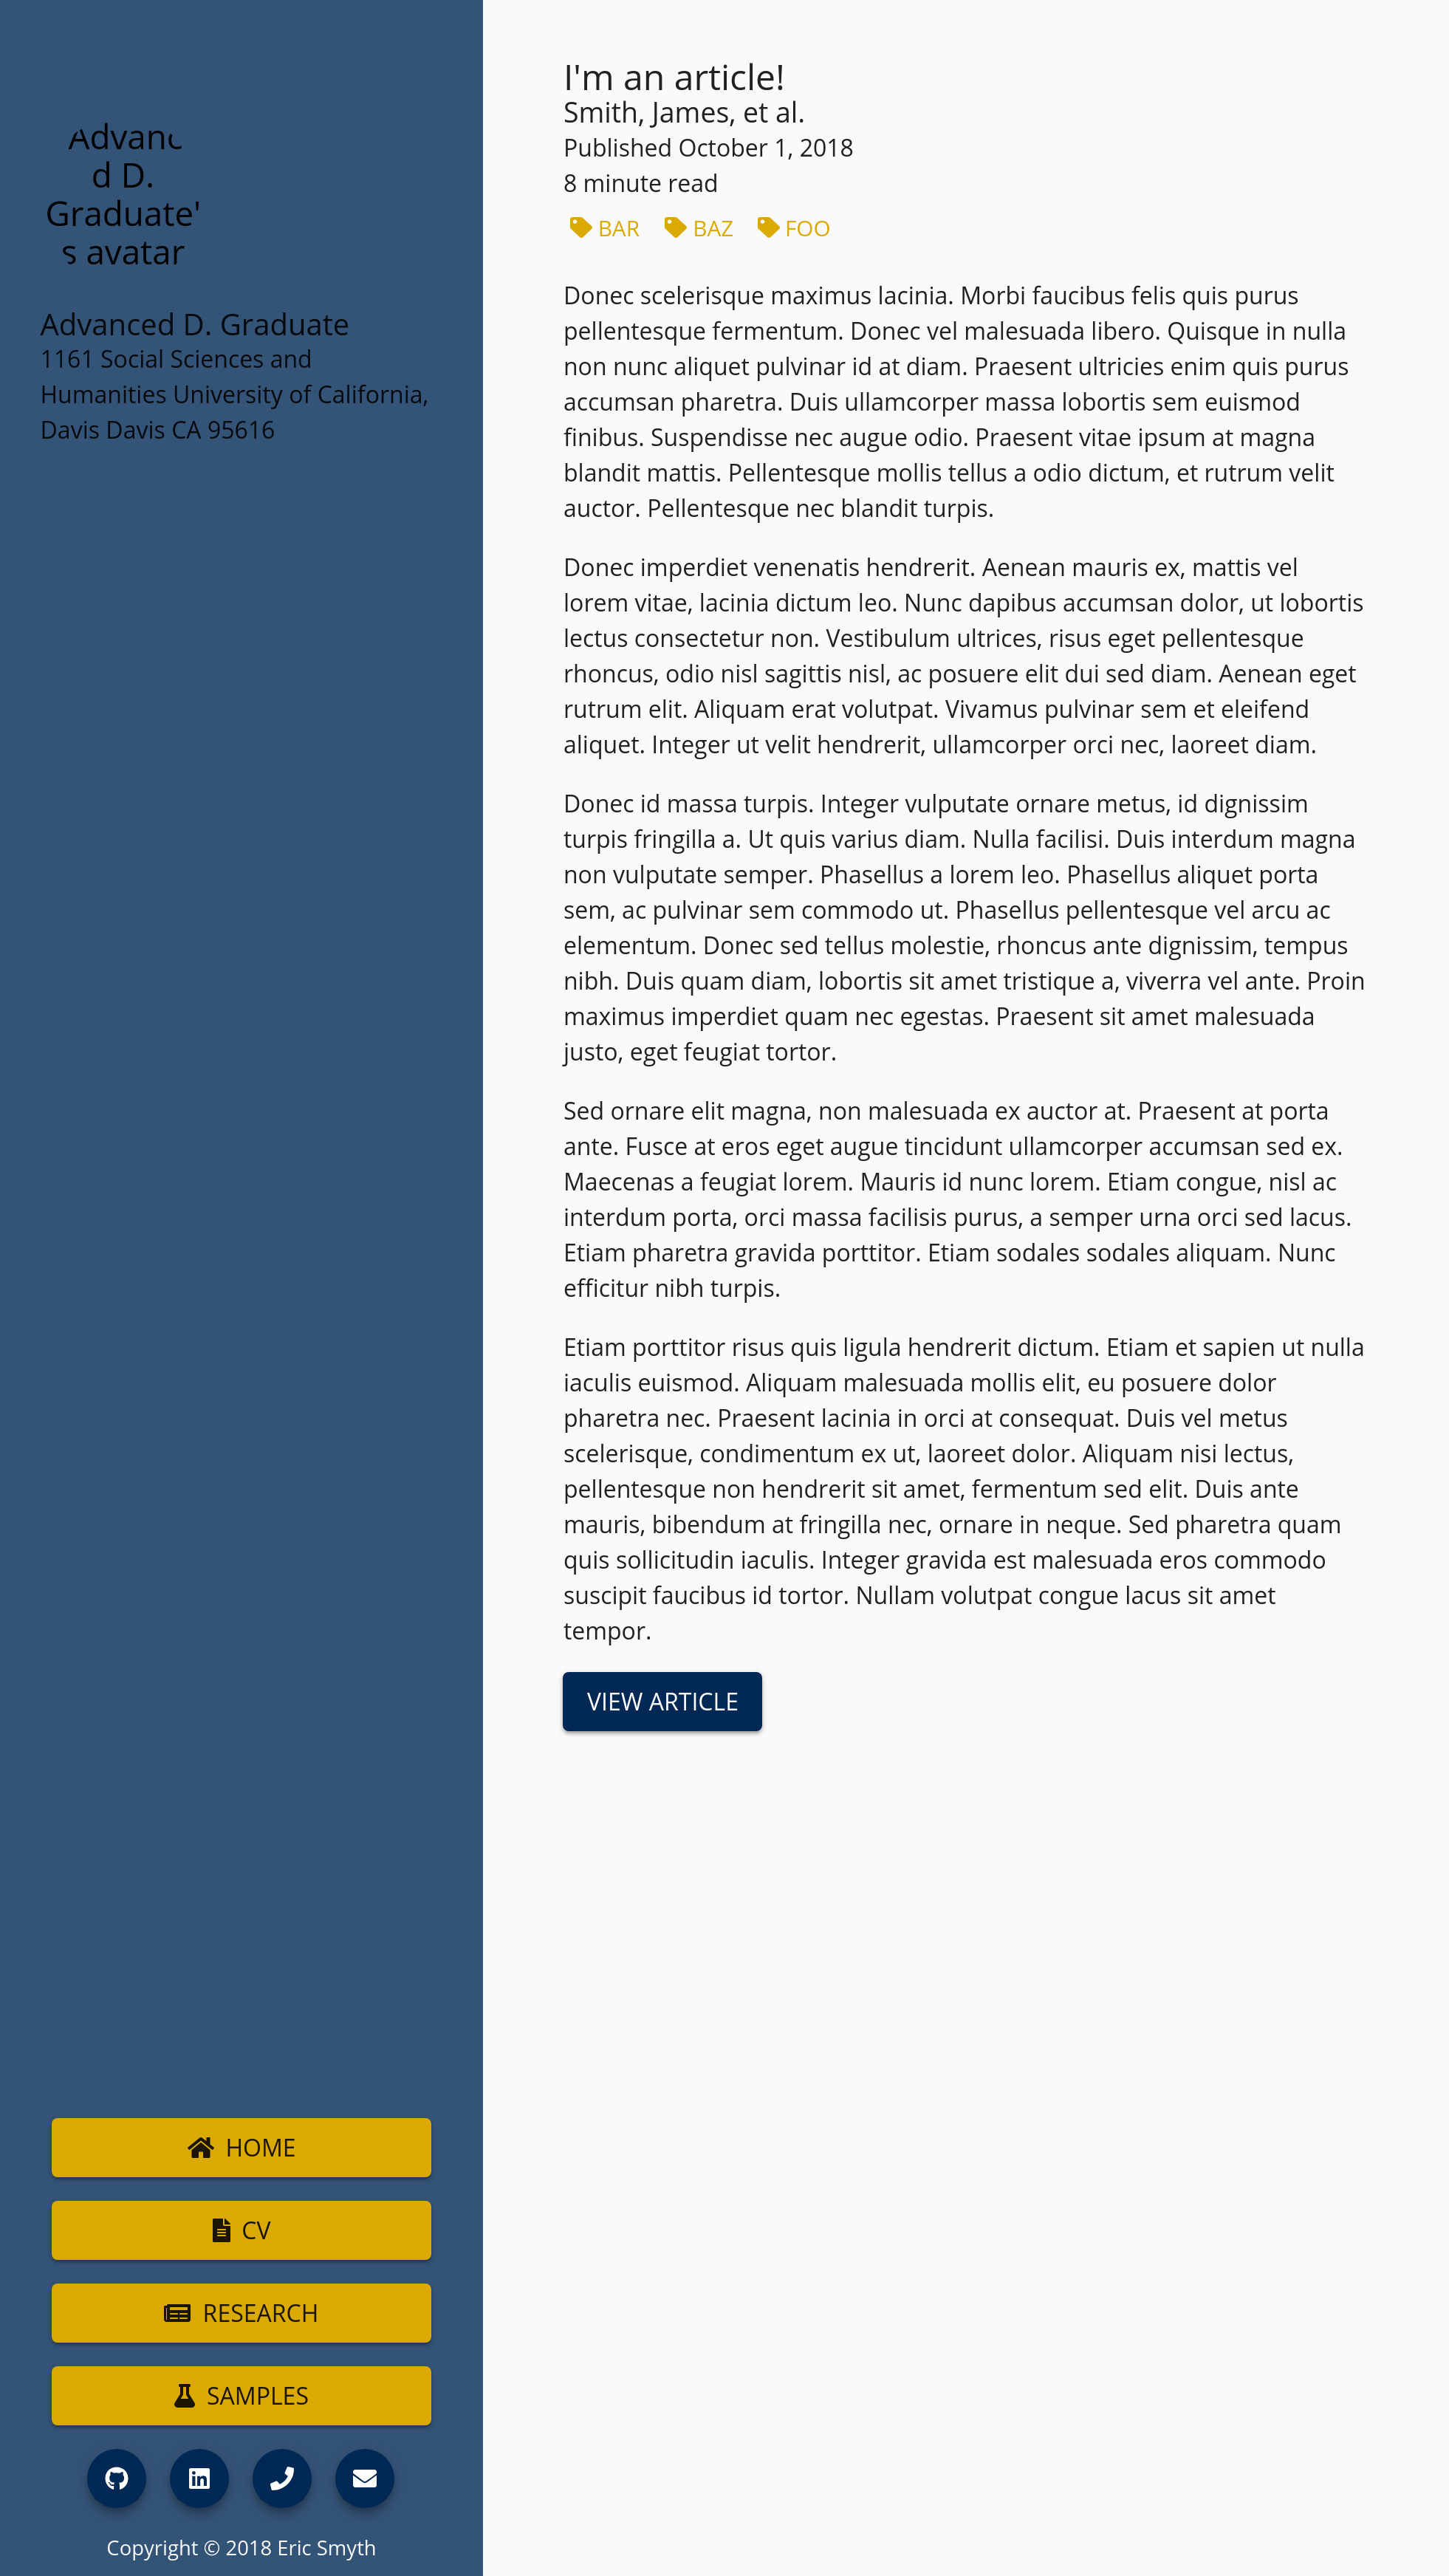 Advanc
d D.
Graduate'
s avatar
Advanced D. Graduate
1161 Social Sciences and
Humanities University of California,
Davis Davis CA 95616
HOME
CV
RESEARCH
SAMPLES
Copyright © 2018 Eric Smyth
I'm an article!
Smith, James, et al.
Published October 1, 2018
8 minute read
BAR BAZ FOO
Donec scelerisque maximus lacinia. Morbi faucibus felis quis purus
pellentesque fermentum. Donec vel malesuada libero. Quisque in nulla
non nunc aliquet pulvinar id at diam. Praesent ultricies enim quis purus
accumsan pharetra. Duis ullamcorper massa lobortis sem euismod
finibus. Suspendisse nec augue odio. Praesent vitae ipsum at magna
blandit mattis. Pellentesque mollis tellus a odio dictum, et rutrum velit
auctor. Pellentesque nec blandit turpis.
Donec imperdiet venenatis hendrerit. Aenean mauris ex, mattis vel
lorem vitae, lacinia dictum leo. Nunc dapibus accumsan dolor, ut lobortis
lectus consectetur non. Vestibulum ultrices, risus eget pellentesque
rhoncus, odio nisl sagittis nisl, ac posuere elit dui sed diam. Aenean eget
rutrum elit. Aliquam erat volutpat. Vivamus pulvinar sem et eleifend
aliquet. Integer ut velit hendrerit, ullamcorper orci nec, laoreet diam.
Donec id massa turpis. Integer vulputate ornare metus, id dignissim
turpis fringilla a. Ut quis varius diam. Nulla facilisi. Duis interdum magna
non vulputate semper. Phasellus a lorem leo. Phasellus aliquet porta
sem, ac pulvinar sem commodo ut. Phasellus pellentesque vel arcu ac
elementum. Donec sed tellus molestie, rhoncus ante dignissim, tempus
nibh. Duis quam diam, lobortis sit amet tristique a, viverra vel ante. Proin
maximus imperdiet quam nec egestas. Praesent sit amet malesuada
justo, eget feugiat tortor.
Sed ornare elit magna, non malesuada ex auctor at. Praesent at porta
ante. Fusce at eros eget augue tincidunt ullamcorper accumsan sed ex.
Maecenas a feugiat lorem. Mauris id nunc lorem. Etiam congue, nisl ac
interdum porta, orci massa facilisis purus, a semper urna orci sed lacus.
Etiam pharetra gravida porttitor. Etiam sodales sodales aliquam. Nunc
efficitur nibh turpis.
Etiam porttitor risus quis ligula hendrerit dictum. Etiam et sapien ut nulla
iaculis euismod. Aliquam malesuada mollis elit, eu posuere dolor
pharetra nec. Praesent lacinia in orci at consequat. Duis vel metus
scelerisque, condimentum ex ut, laoreet dolor. Aliquam nisi lectus,
pellentesque non hendrerit sit amet, fermentum sed elit. Duis ante
mauris, bibendum at fringilla nec, ornare in neque. Sed pharetra quam
quis sollicitudin iaculis. Integer gravida est malesuada eros commodo
suscipit faucibus id tortor. Nullam volutpat congue lacus sit amet
tempor.
VIEW ARTICLE